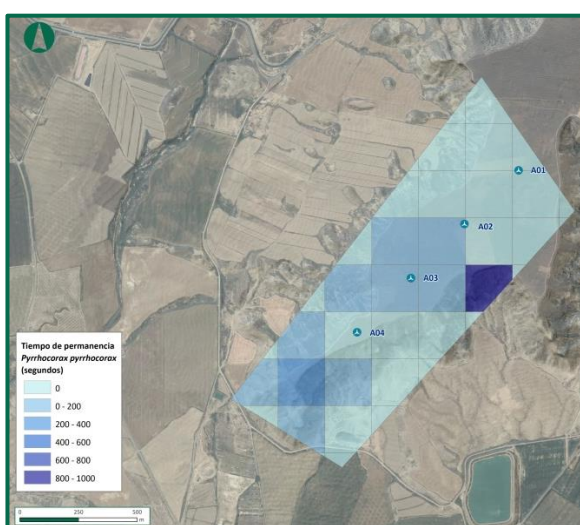 A01
A02
A03
A04
Tiempo de permanencia
Pyrrhocorax pyrrhocorax
(segundos)
0
0 - 200
200 - 400
400 - 600
600 - 800
800 - 1000
0 250 500
m